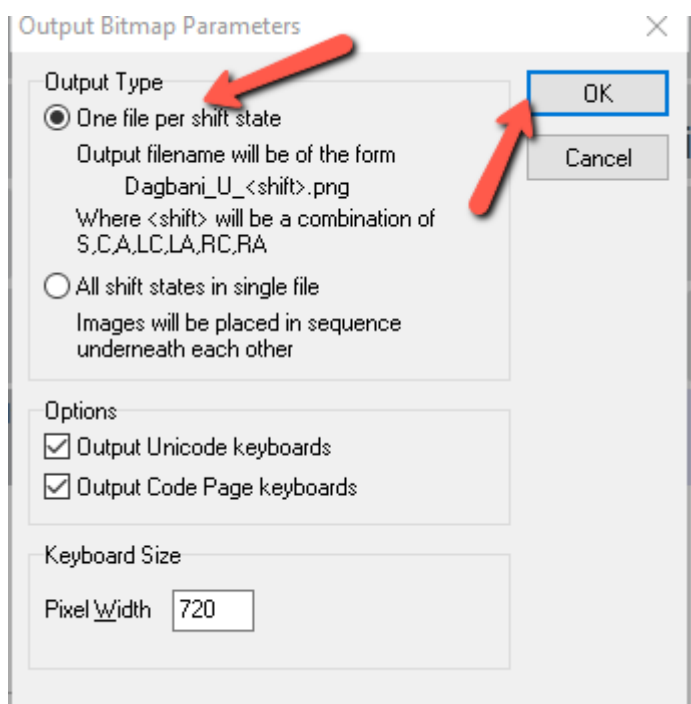 Output Bitmap Parameters
Output Type
OK
One file per shift state
Output filename will be of the form
Cancel
Dagbani_U_<shift>.png
Where <shift> will be a combination of
S,C,A,LC,LA,RC,RA
All shift states in single file
Images will be placed in sequence
underneath each other
Options
Output Unicode keyboards
Output Code Page keyboards
Keyboard Size
Pixel Width 720